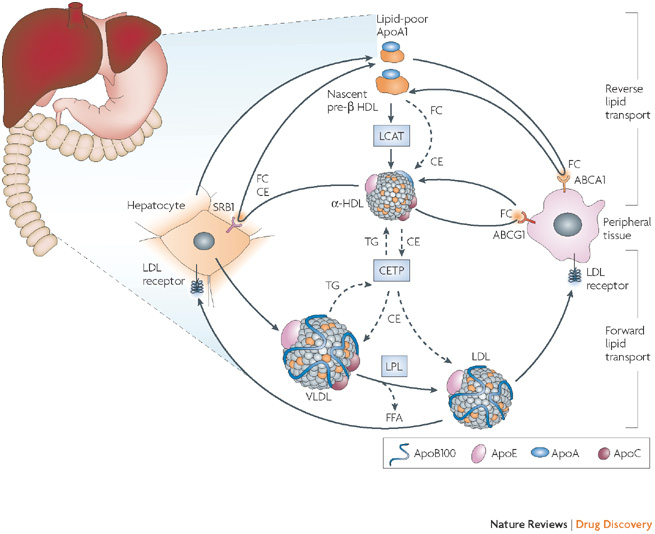 Lipid-poor
ApoA1
Nascent
pre-β HDL
FC
LCAT
CE
Reverse
lipid
transport
FC
ABCA1
FC
CE
SRB1
Hepatocyte
α-HDL
FC
ABCG1
Peripheral
tissue
TG
CE
CETP
LDL
receptor
LDL
receptor
TG
CE
Forward
lipid
transport
LPL
LDL
VLDL
FFA
ApoB100
ApoE
ApoA
ApoC
Nature Reviews | Drug Discovery